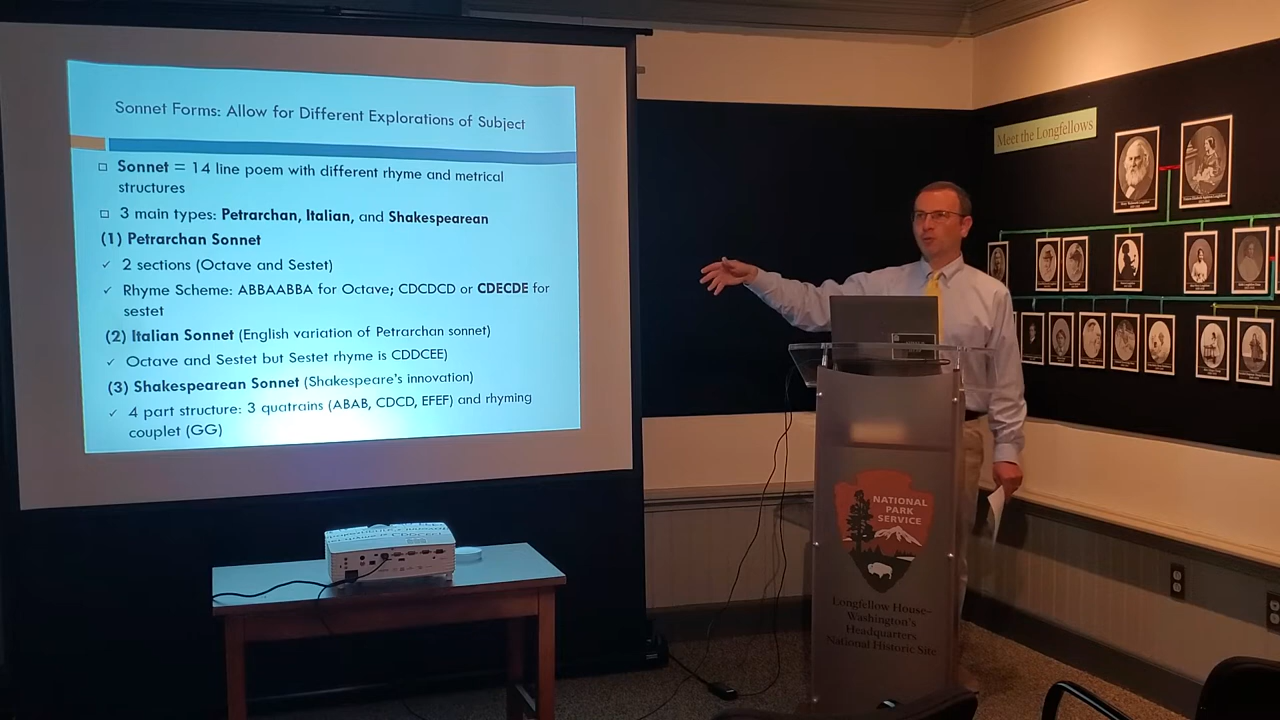 Sonnet Forms: Allow for Different Explorations of Subject
Sonnet = 14 line poem with different rhyme and metrical
structures
3 main types: Petrarchan, Italian, and Shakespearean
(1) Petrarchan Sonnet
✓ 2 sections (Octave and Sestet)
✓ Rhyme Scheme: ABBAABBA for Octave; CDCDCD or CDECDE for
sestet
(2) Italian Sonnet (English variation of Petrarchan sonnet)
✓ Octave and Sestet but Sestet rhyme is CDDCEE)
(3) Shakespearean Sonnet (Shakespeare's innovation)
✓ 4 part structure: 3 quatrains (ABAB, CDCD, EFEF) and rhyming
couplet (GG)
Meet the Longfellows
NATIONAL
PARK
SERVICE
Longfellow House–
Washington's
Headquarters
National Historic Site